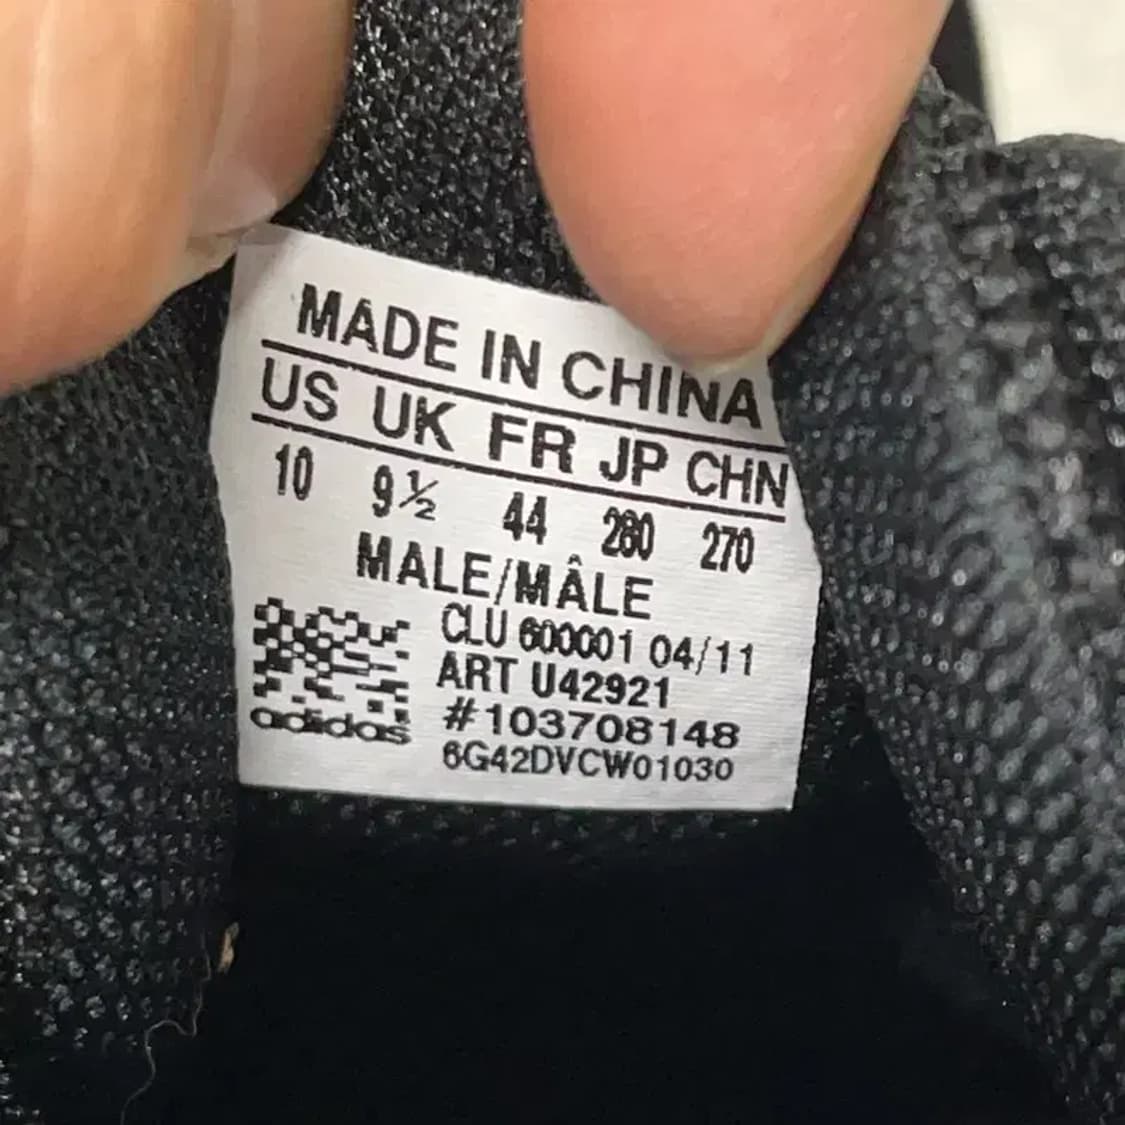 MADE IN CHINA
US UK FR JP CHN
10 9½ 44 280 270
MALE/MÂLE
CLU 600001 04/11
ART U42921
#103708148
adidas
6G42DVCW01030